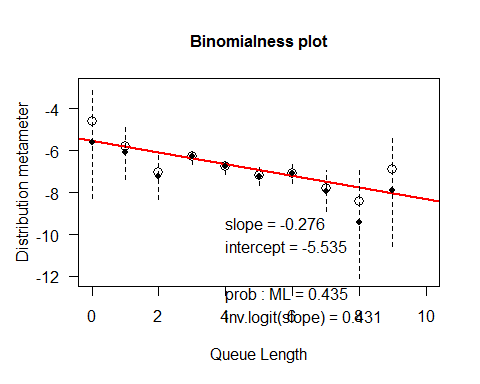 Binomialness plot
Distribution metameter
-4
-6
-8
-10
-12
slope = -0.276
intercept = -5.535
prob : ML = 0.435
inv.logit(slope) = 0.431
0 2 4 6 8 10
Queue Length